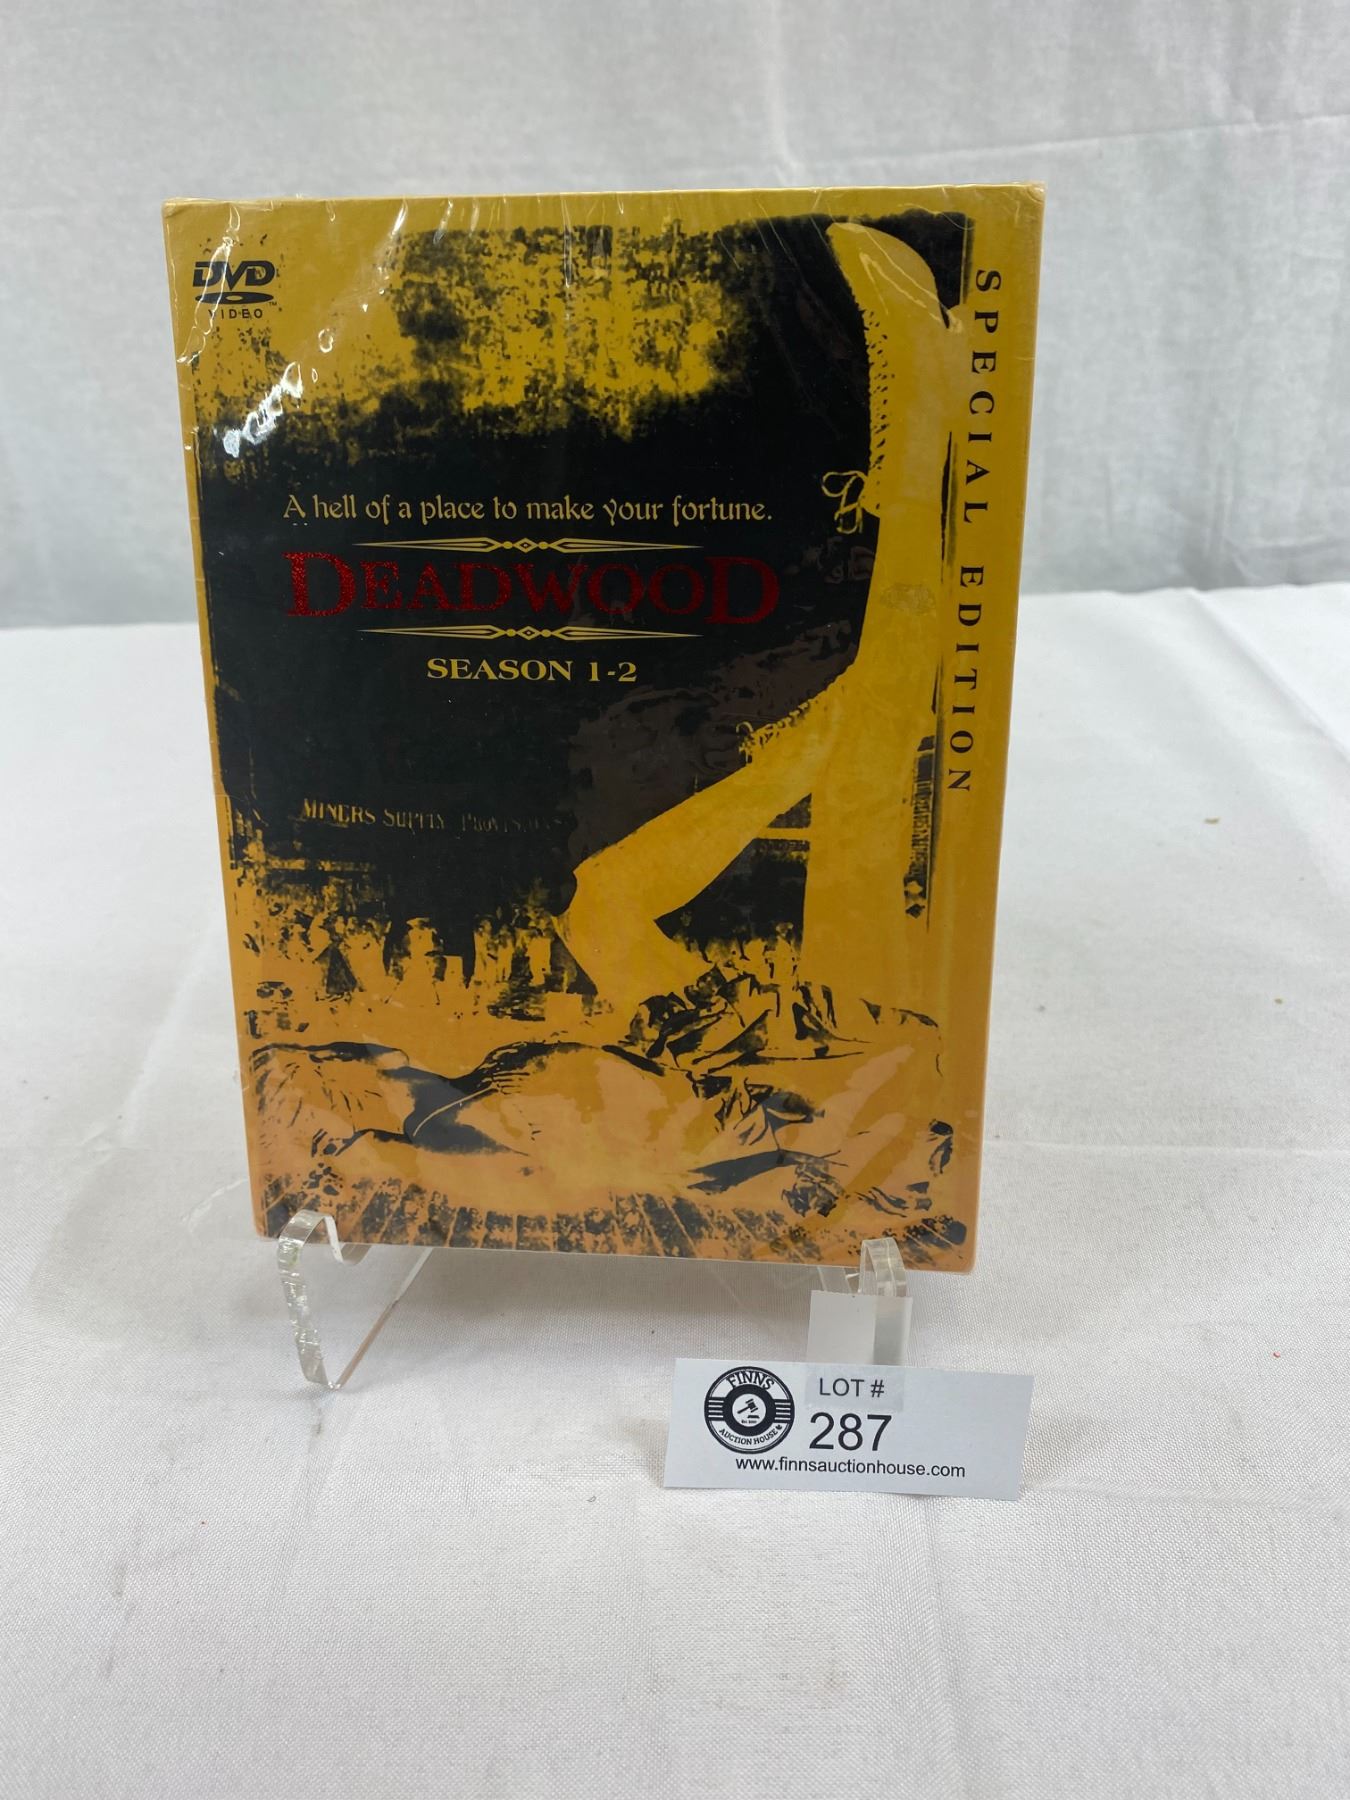 DVD
VIDEO
SPECIAL EDITION
A hell of a place to make your fortune.
DEADWOOD
SEASON 1-2
MINERS SUPPLY PROVISIONS
FINNS
AUCTION HOUSE
LOT #
287
www.finnsauctionhouse.com